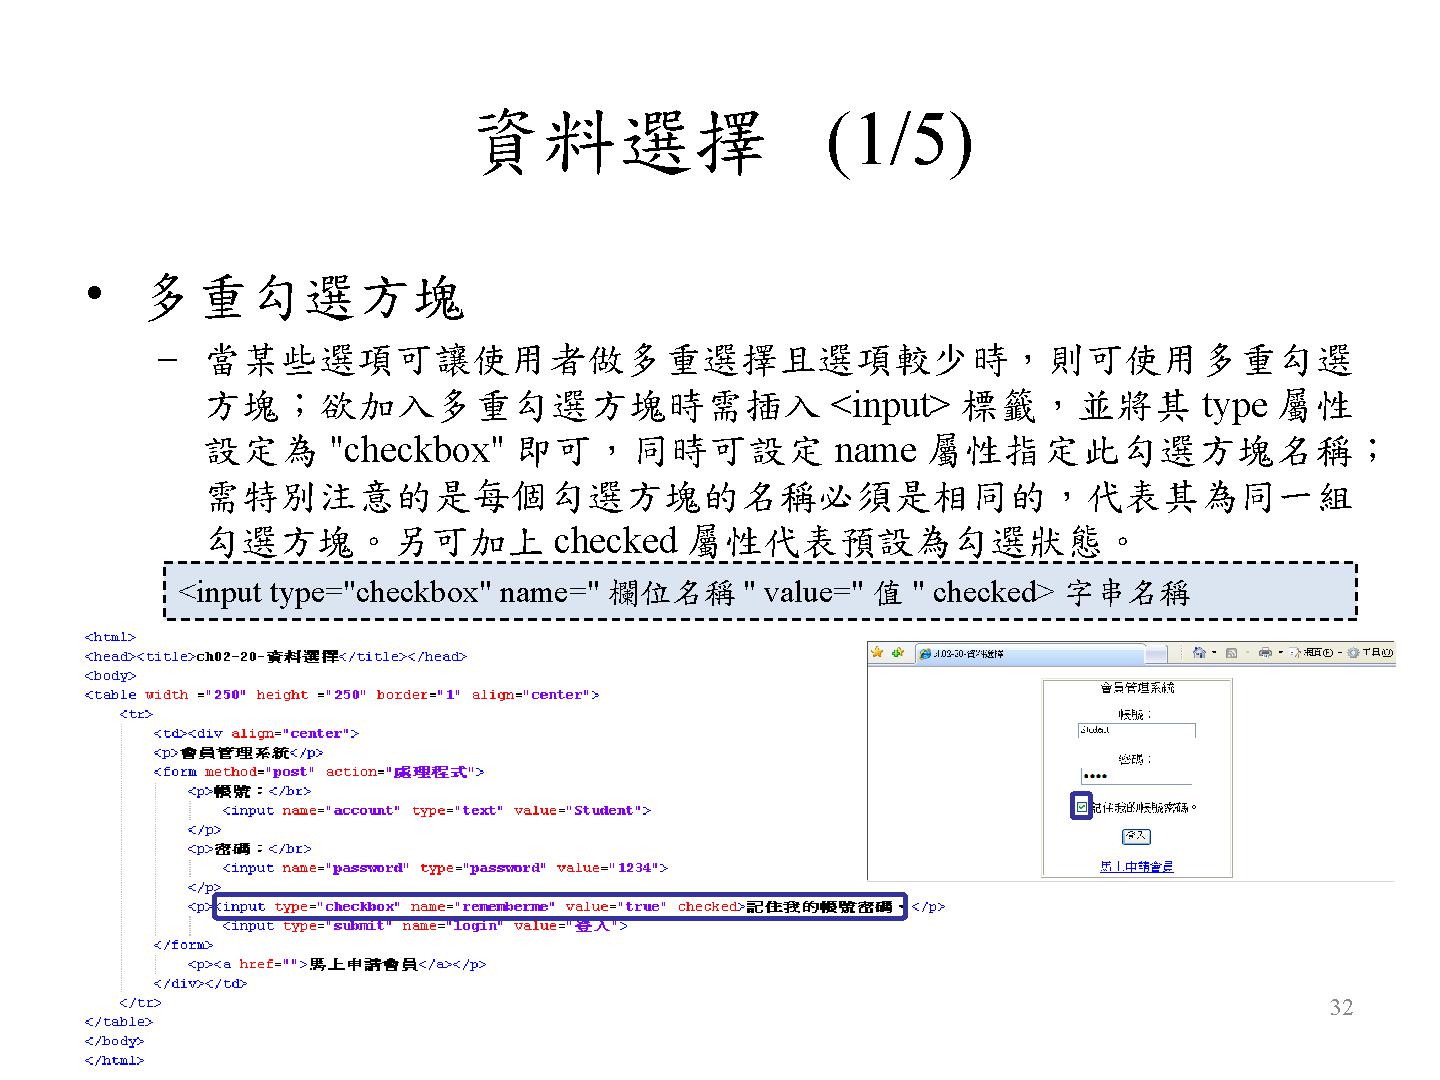 資料選擇 (1/5)
• 多重勾選方塊
– 當某些選項可讓使用者做多重選擇且選項較少時，則可使用多重勾選
方塊；欲加入多重勾選方塊時需插入 <input> 標籤，並將其 type 屬性
設定為 "checkbox" 即可，同時可設定 name 屬性指定此勾選方塊名稱；
需特別注意的是每個勾選方塊的名稱必須是相同的，代表其為同一組
勾選方塊。另可加上 checked 屬性代表預設為勾選狀態。
<input type="checkbox" name=" 欄位名稱 " value=" 值 " checked> 字串名稱
<html>
<head><title>ch02-20-資料選擇</title></head>
<body>
<table width ="250" height ="250" border="1" align="center">
<tr>
<td><div align="center">
<p>會員管理系統</p>
<form method="post" action="處理程式">
<p>帳號：</br>
<input name="account" type="text" value="Student">
</p>
<p>密碼：</br>
<input name="password" type="password" value="1234">
</p>
<p><input type="checkbox" name="rememberme" value="true" checked>記住我的帳號密碼。</p>
<input type="submit" name="login" value="登入">
</form>
<p><a href="">馬上申請會員</a></p>
</div></td>
</tr>
</table>
</body>
</html>
ch02-20-資料選擇
網頁(P)
工具(O)
會員管理系統
帳號：
Student
密碼：
••••
記住我的帳號密碼。
登入
馬上申請會員
32